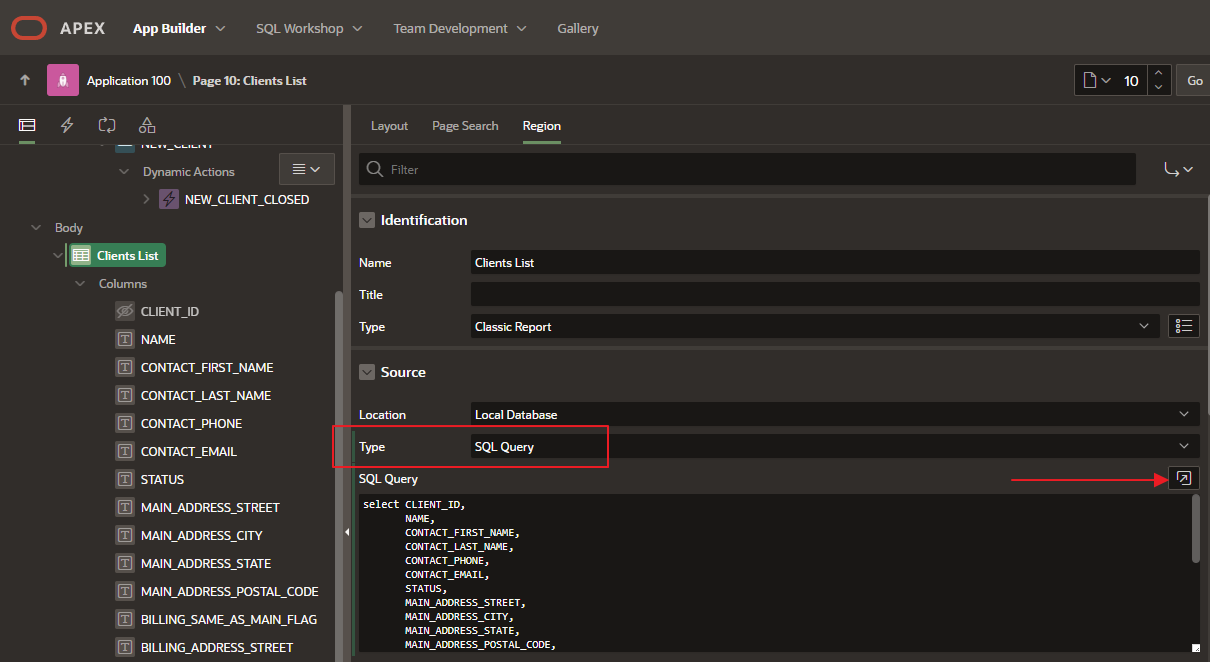 APEX App Builder SQL Workshop Team Development Gallery
Application 100 \ Page 10: Clients List 10 Go
Layout Page Search Region
NEW_CLIENT
Dynamic Actions
NEW_CLIENT_CLOSED
Body
Clients List
Columns
CLIENT_ID
NAME
CONTACT_FIRST_NAME
CONTACT_LAST_NAME
CONTACT_PHONE
CONTACT_EMAIL
STATUS
MAIN_ADDRESS_STREET
MAIN_ADDRESS_CITY
MAIN_ADDRESS_STATE
MAIN_ADDRESS_POSTAL_CODE
BILLING_SAME_AS_MAIN_FLAG
BILLING_ADDRESS_STREET
Filter
Identification
Name Clients List
Title
Type Classic Report
Source
Location Local Database
Type SQL Query
SQL Query
select CLIENT_ID,
NAME,
CONTACT_FIRST_NAME,
CONTACT_LAST_NAME,
CONTACT_PHONE,
CONTACT_EMAIL,
STATUS,
MAIN_ADDRESS_STREET,
MAIN_ADDRESS_CITY,
MAIN_ADDRESS_STATE,
MAIN_ADDRESS_POSTAL_CODE,